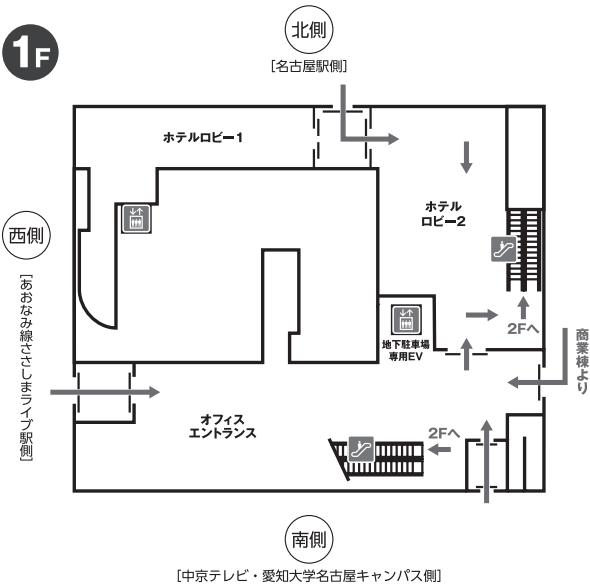 1F
北側
[名古屋駅側]
ホテルロビー1
ホテル
ロビー2
西側
[あおなみ線ささしまライブ駅側]
2Fへ
地下駐車場
専用EV
商業棟より
オフィス
エントランス
2Fへ
南側
[中京テレビ・愛知大学名古屋キャンパス側]